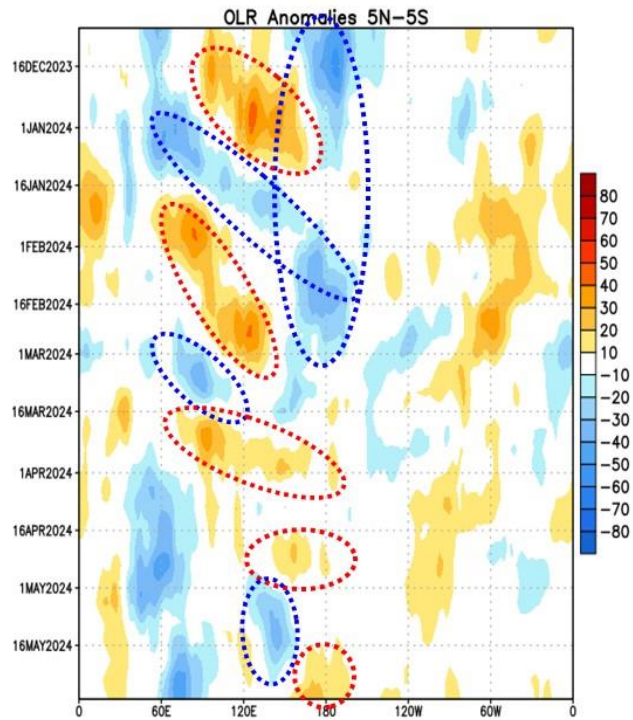 OLR Anomalies 5N-5S
16DEC2023
1JAN2024
16JAN2024
1FEB2024
16FEB2024
1MAR2024
16MAR2024
1APR2024
16APR2024
1MAY2024
16MAY2024
0
60E
120E
180
120W
60W
0
80
70
60
50
40
30
20
10
-10
-20
-30
-40
-50
-60
-70
-80